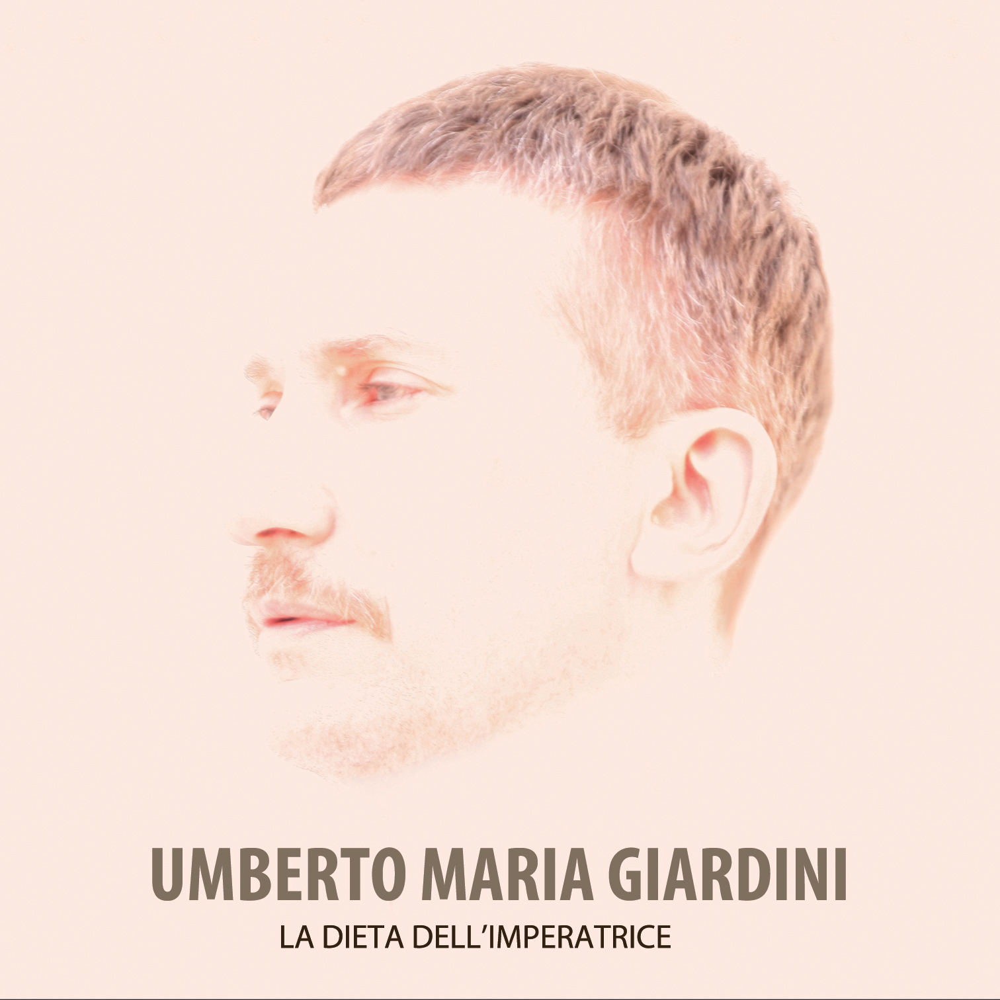 UMBERTO MARIA GIARDINI
LA DIETA DELL’IMPERATRICE